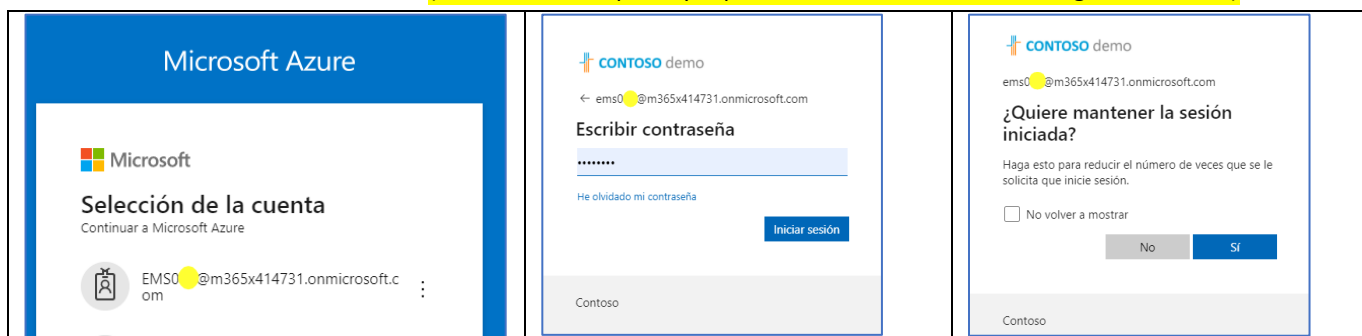 Microsoft Azure
Microsoft
Selección de la cuenta
Continuar a Microsoft Azure
EMS0 @m365x414731.onmicrosoft.c
om
CONTOSO demo
← ems0 @m365x414731.onmicrosoft.com
Escribir contraseña
••••••••
He olvidado mi contraseña
Iniciar sesión
Contoso
CONTOSO demo
ems0 @m365x414731.onmicrosoft.com
¿Quiere mantener la sesión
iniciada?
Haga esto para reducir el número de veces que se le
solicita que inicie sesión.
No volver a mostrar
No
Sí
Contoso